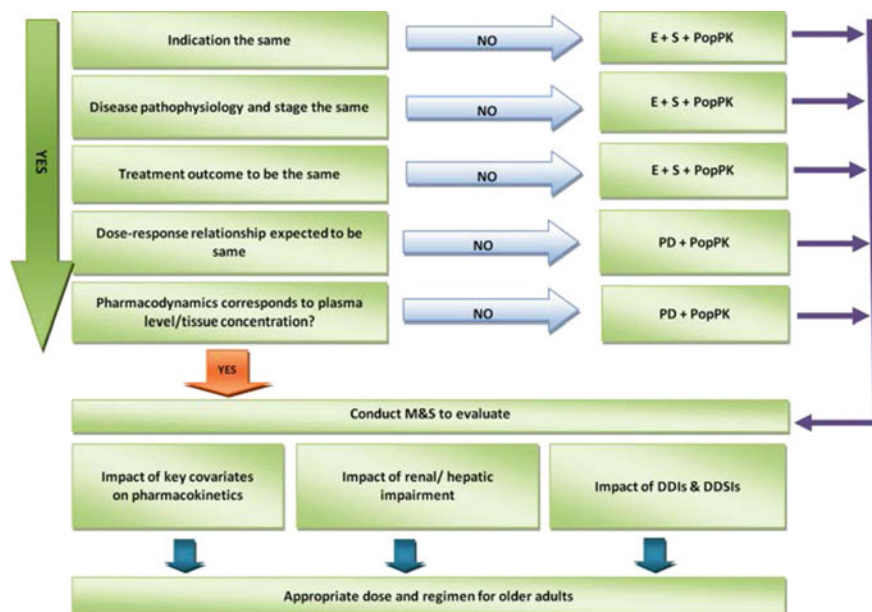 Indication the same
NO
E + S + PopPK
Disease pathophysiology and stage the same
NO
E + S + PopPK
YES
Treatment outcome to be the same
NO
E + S + PopPK
Dose-response relationship expected to be
same
NO
PD + PopPK
Pharmacodynamics corresponds to plasma
level/tissue concentration?
NO
PD + PopPK
YES
Conduct M&S to evaluate
Impact of key covariates
on pharmacokinetics
Impact of renal/ hepatic
impairment
Impact of DDIs & DDSIs
Appropriate dose and regimen for older adults